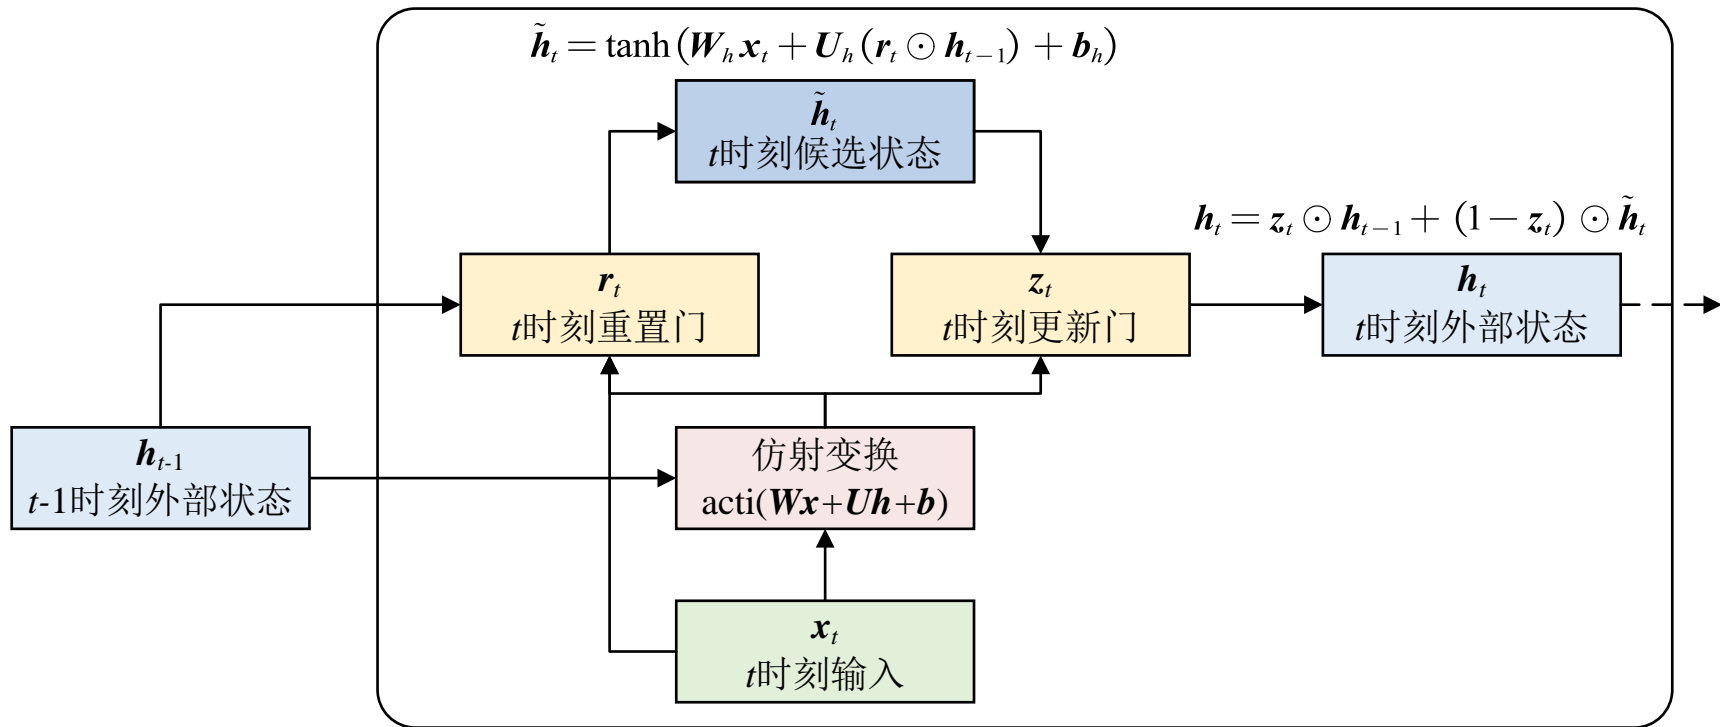 h̃ₜ = tanh(Wₕxₜ + Uₕ(rₜ ⊙ hₜ₋₁) + bₕ)
h̃ₜ
t时刻候选状态
hₜ = zₜ ⊙ hₜ₋₁ + (1 − zₜ) ⊙ h̃ₜ
rₜ
t时刻重置门
zₜ
t时刻更新门
hₜ
t时刻外部状态
hₜ₋₁
t-1时刻外部状态
仿射变换
acti(Wx+Uh+b)
xₜ
t时刻输入